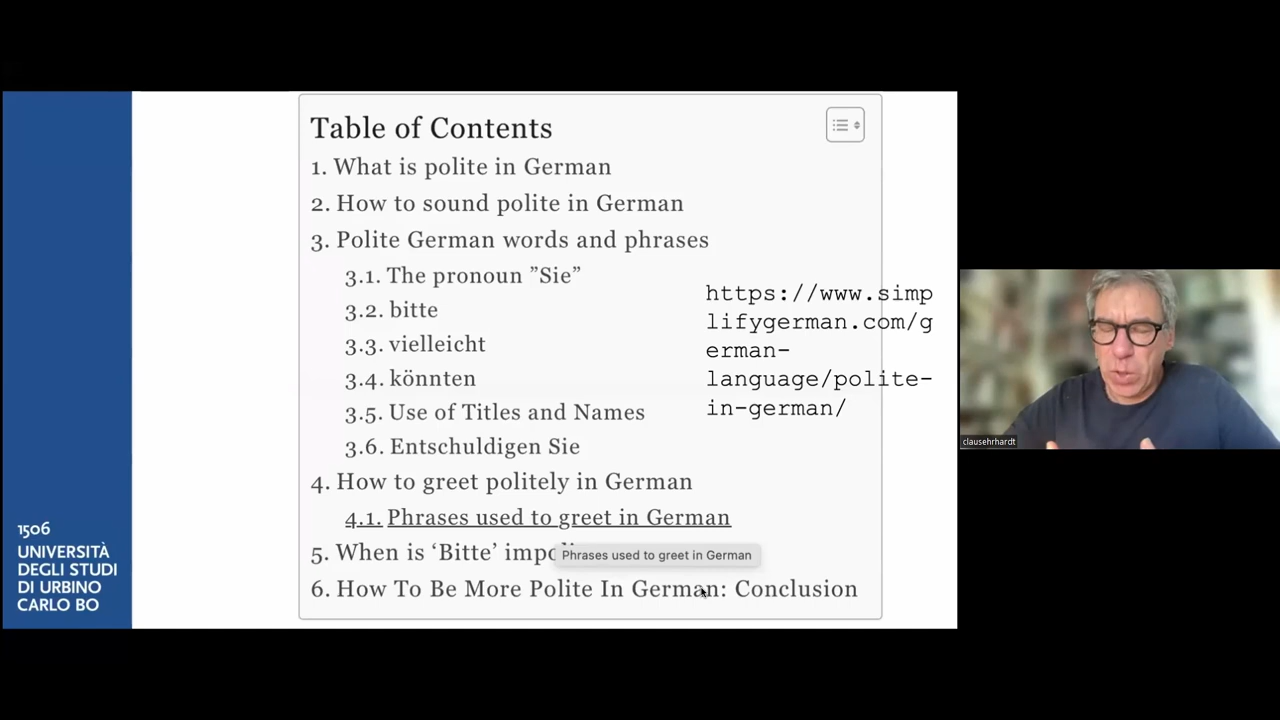 Table of Contents
1. What is polite in German
2. How to sound polite in German
3. Polite German words and phrases
3.1. The pronoun ”Sie”
3.2. bitte
3.3. vielleicht
3.4. könnten
3.5. Use of Titles and Names
3.6. Entschuldigen Sie
4. How to greet politely in German
4.1. Phrases used to greet in German
5. When is ‘Bitte’
Phrases used to greet in German
6. How To Be More Polite In German: Conclusion
https://www.simp
lifygerman.com/g
erman-
language/polite-
in-german/
1506
UNIVERSITÀ
DEGLI STUDI
DI URBINO
CARLO BO
clausehrhardt